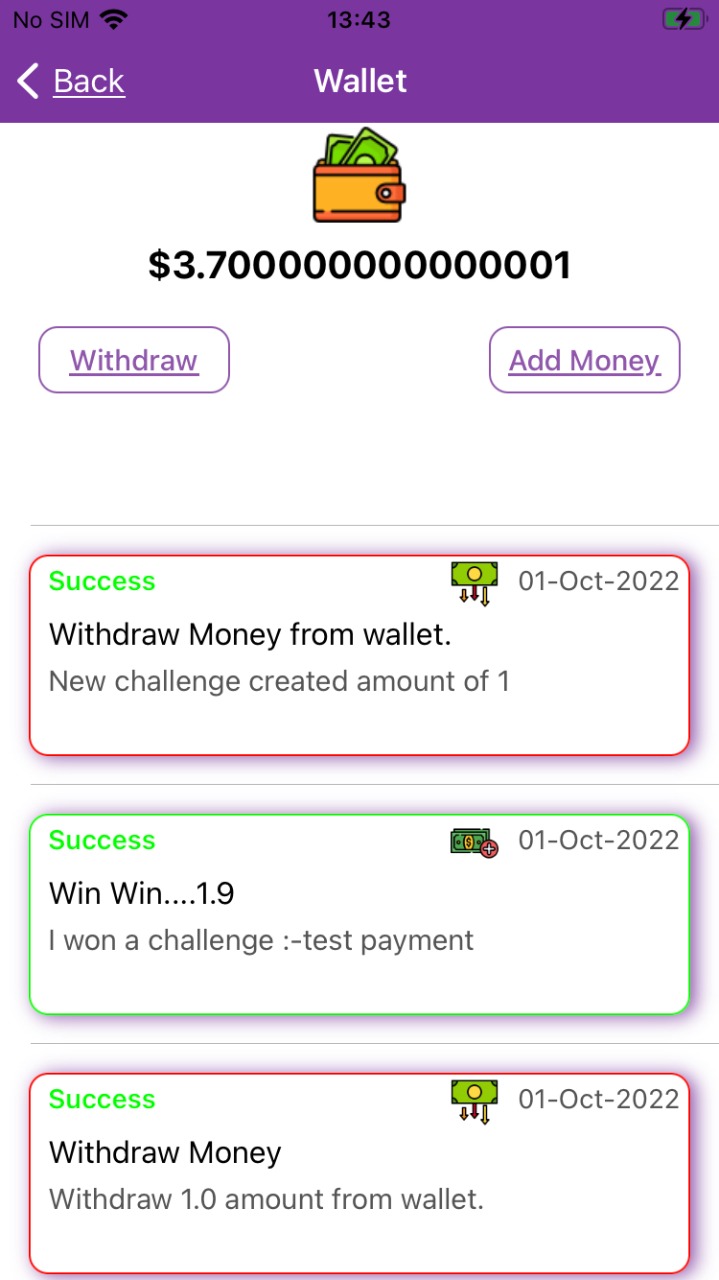 No SIM 13:43
Back Wallet
$3.700000000000001
Withdraw Add Money
Success 01-Oct-2022
Withdraw Money from wallet.
New challenge created amount of 1
Success 01-Oct-2022
Win Win....1.9
I won a challenge :-test payment
Success 01-Oct-2022
Withdraw Money
Withdraw 1.0 amount from wallet.